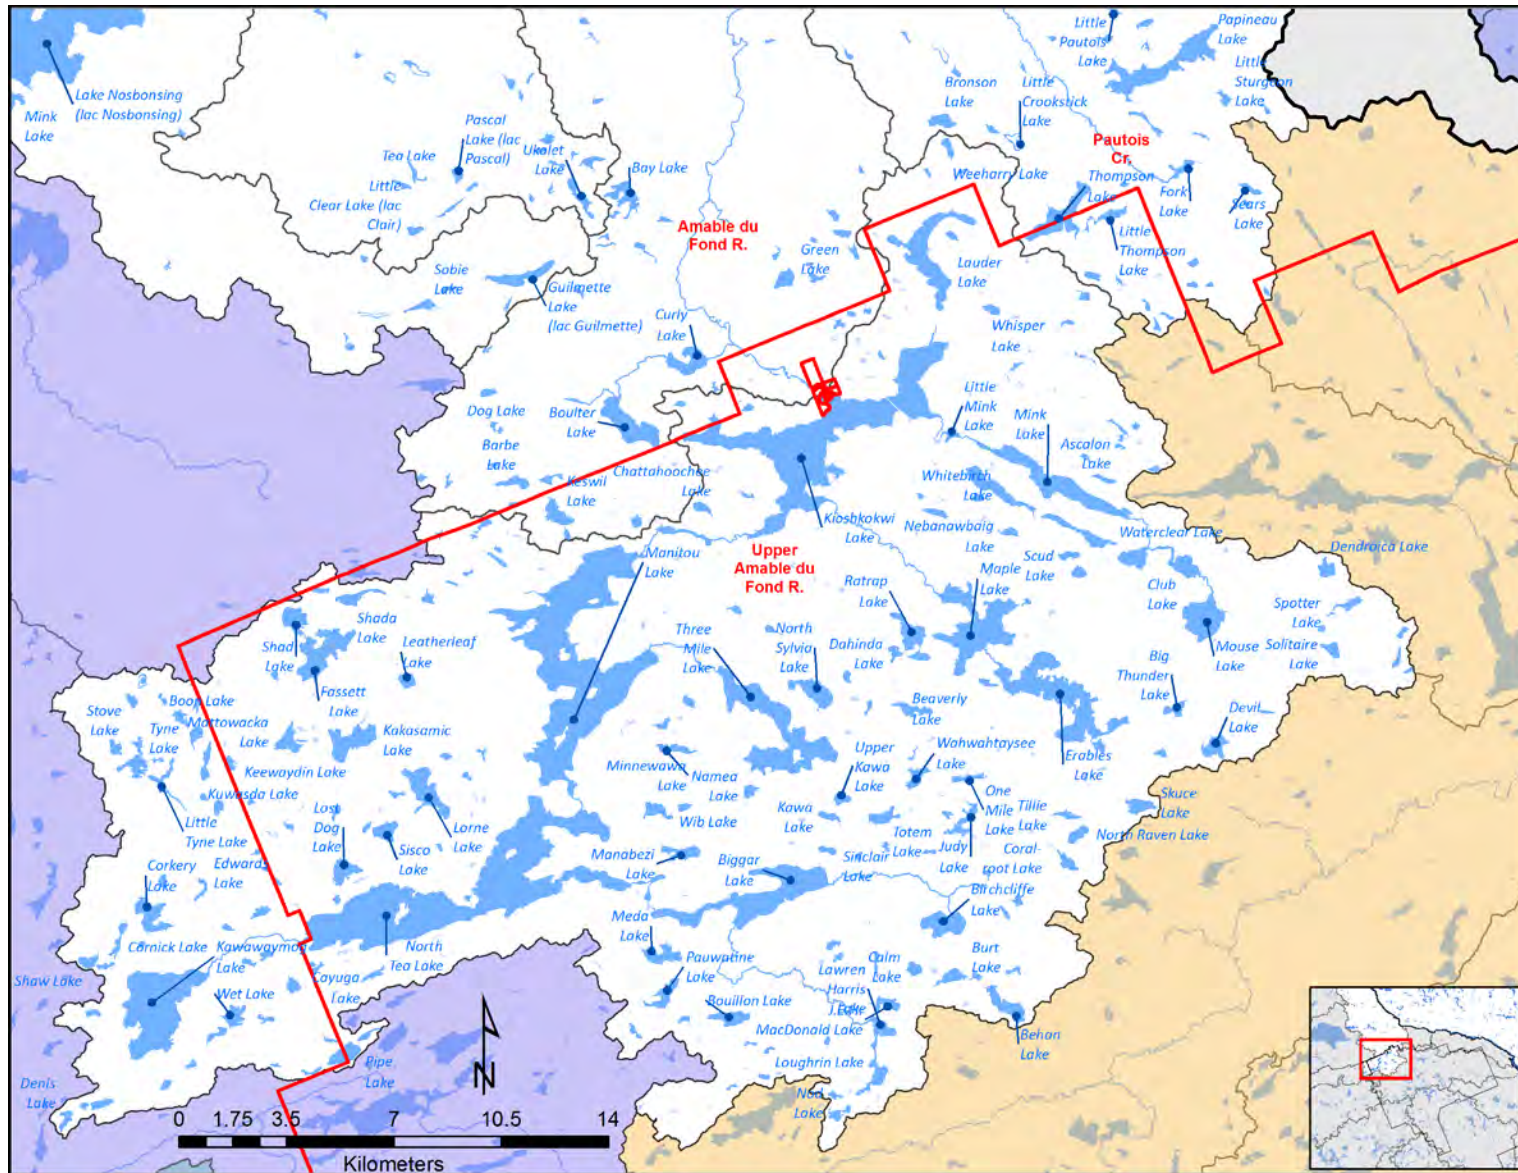 Little
Pautois
Lake
Papineau
Lake
Lake Nosbonsing
(lac Nosbonsing)
Mink
Lake
Bronson
Lake
Little
Crookstick
Lake
Little
Sturgeon
Lake
Pascal
Lake (lac
Pascal)
Tea Lake
Ukalet
Lake
Bay Lake
Pautois
Cr.
Weeharry Lake
Thompson
Lake
Fork
Lake
Sears
Lake
Little
Clear Lake (lac
Clair)
Amable du
Fond R.
Green
Lake
Lauder
Lake
Little
Thompson
Lake
Sobie
Lake
Guilmette
Lake
(lac Guilmette)
Curly
Lake
Whisper
Lake
Dog Lake
Boulter
Lake
Barbe
Lake
Little
Mink
Lake
Mink
Lake
Ascalon
Lake
Keswil
Lake
Chattahoochee
Lake
Whitebirch
Lake
Kioshkokwi
Lake
Nebanawbaig
Lake
Waterclear Lake
Dendroica Lake
Manitou
Lake
Upper
Amable du
Fond R.
Ratrap
Lake
Maple
Lake
Scud
Lake
Club
Lake
Spotter
Lake
Shada
Lake
Shad
Lake
Leatherleaf
Lake
Three
Mile
Lake
North
Sylvia
Lake
Dahinda
Lake
Mouse
Lake
Solitaire
Lake
Big
Thunder
Lake
Fassett
Lake
Boop Lake
Stove
Lake
Mattowacka
Lake
Tyne
Lake
Kakasamic
Lake
Beaverly
Lake
Devil
Lake
Wahwahtaysee
Lake
Upper
Kawa
Lake
Erables
Lake
Keewaydin Lake
Kuwasda Lake
Minnewawa
Lake
Namea
Lake
Little
Tyne Lake
Lost
Dog
Lake
Lorne
Lake
Sisco
Lake
Wib Lake
Kawa
Lake
One
Mile
Lake
Tillie
Lake
Skuce
Lake
North Raven Lake
Totem
Lake
Judy
Lake
Coral-
root Lake
Corkery
Lake
Edwards
Lake
Manabezi
Lake
Biggar
Lake
Sinclair
Lake
Birchcliffe
Lake
Meda
Lake
Cornick Lake
Kawawaymog
Lake
North
Tea Lake
Burt
Lake
Shaw Lake
Cayuga
Lake
Pauwatine
Lake
Calm
Lake
Lawren
Harris
Lake
Wet Lake
Bouillon Lake
MacDonald Lake
Behan
Lake
Pipe
Lake
Loughrin Lake
Denis
Lake
Nod
Lake
N
0 1.75 3.5 7 10.5 14
Kilometers